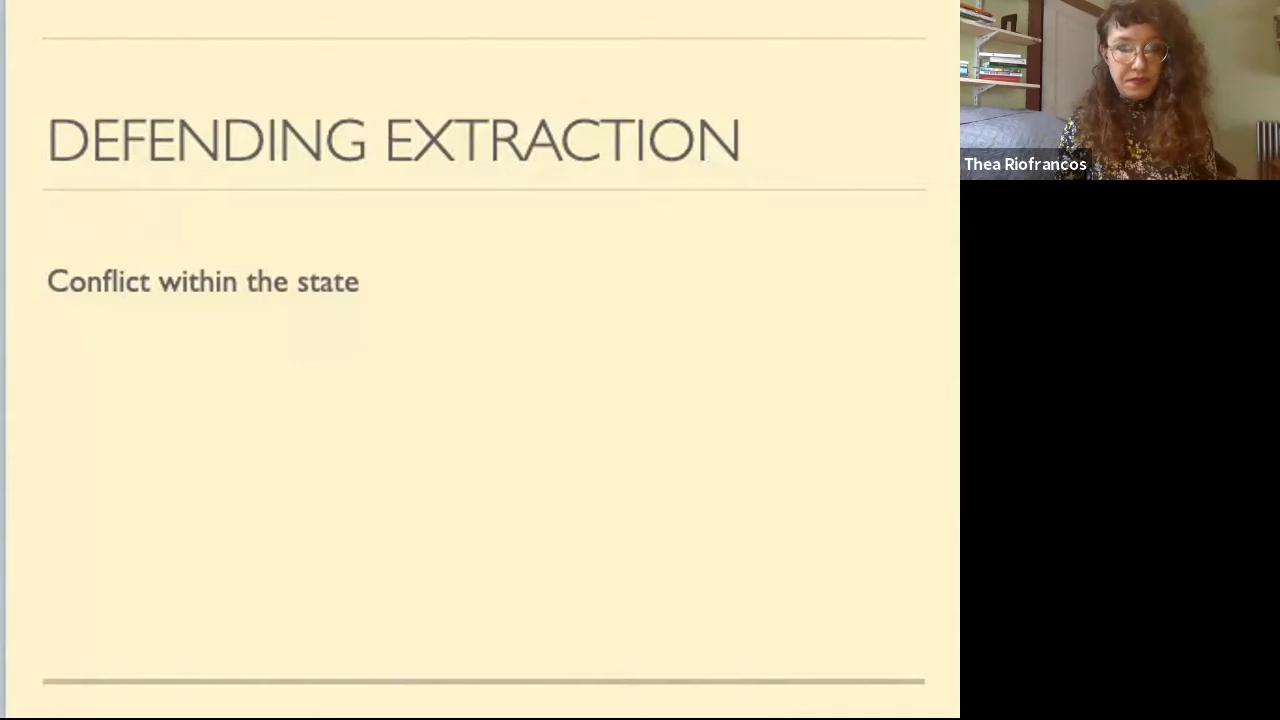 DEFENDING EXTRACTION
Conflict within the state
Thea Riofrancos